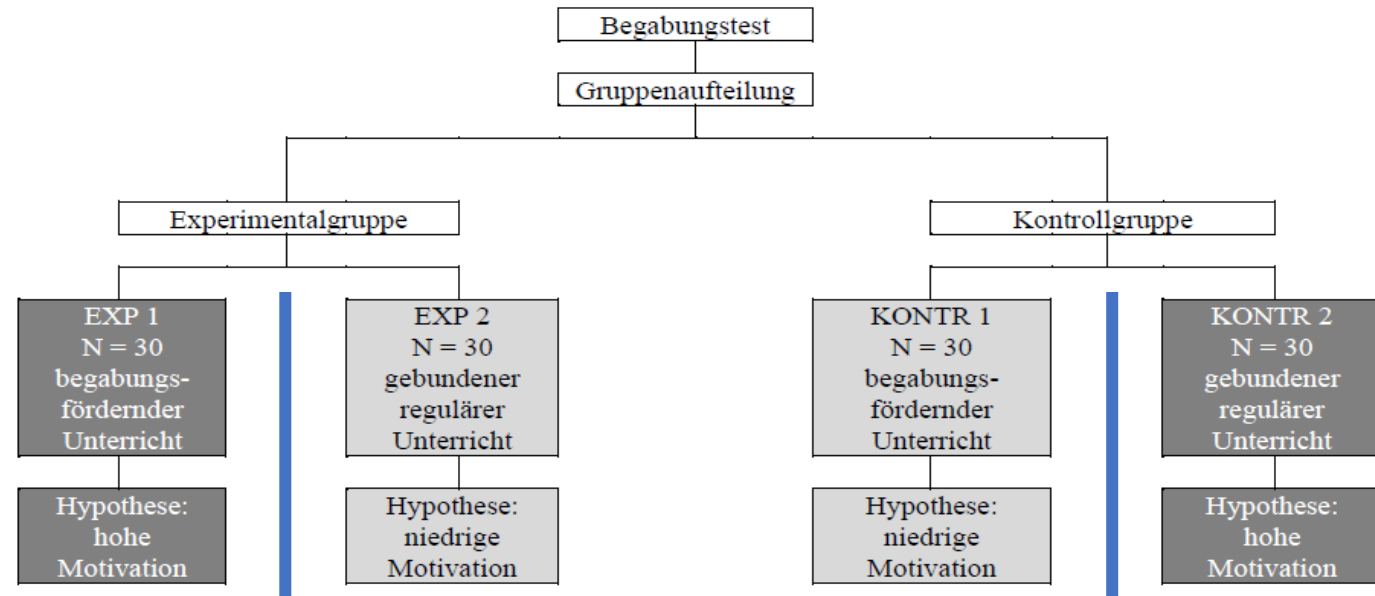 Begabungstest
Gruppenaufteilung
Experimentalgruppe
Kontrollgruppe
EXP 1
N = 30
begabungs-
fördernder
Unterricht
EXP 2
N = 30
gebundener
regulärer
Unterricht
KONTR 1
N = 30
begabungs-
fördernder
Unterricht
KONTR 2
N = 30
gebundener
regulärer
Unterricht
Hypothese:
hohe
Motivation
Hypothese:
niedrige
Motivation
Hypothese:
niedrige
Motivation
Hypothese:
hohe
Motivation